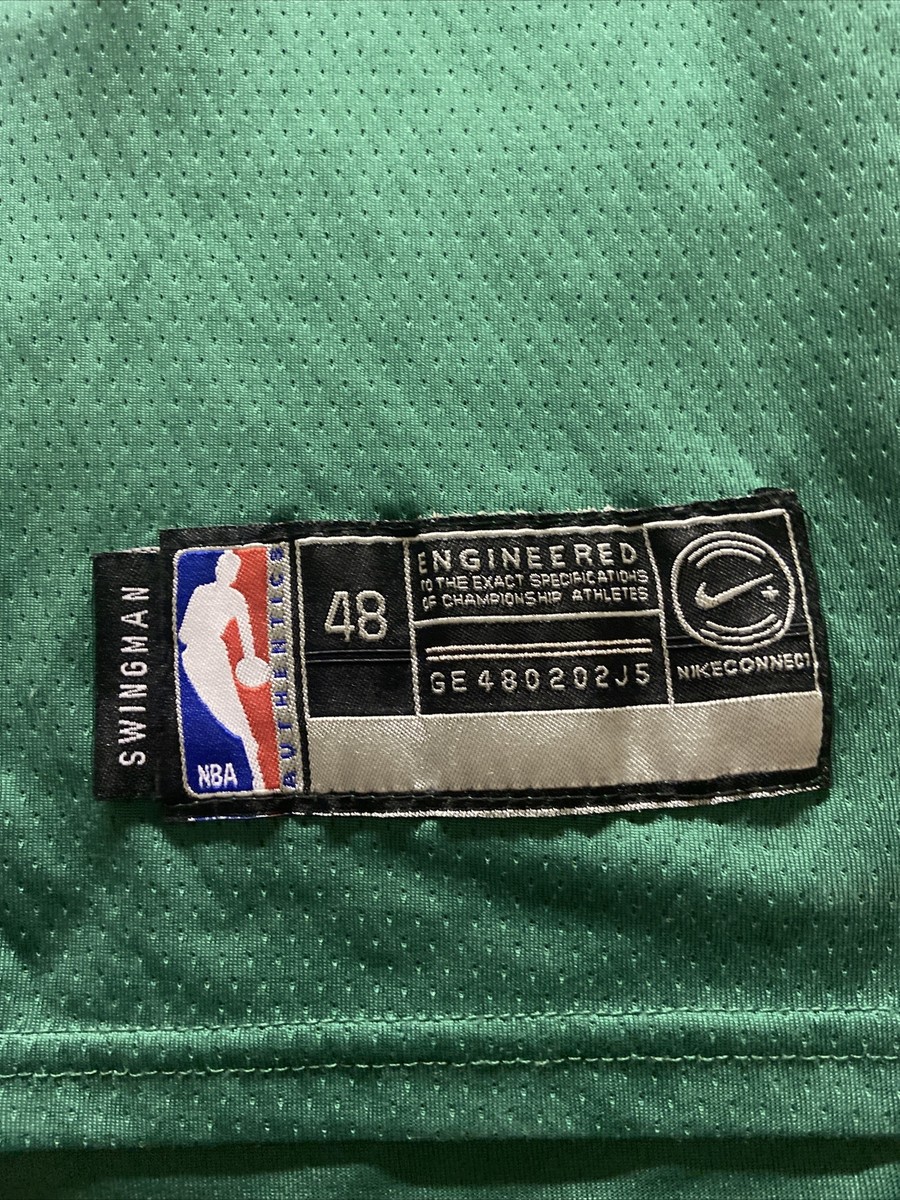 SWINGMAN
NBA
AUTHENTICS
48
ENGINEERED
TO THE EXACT SPECIFICATIONS
OF CHAMPIONSHIP ATHLETES
GE480202J5
NIKECONNECT